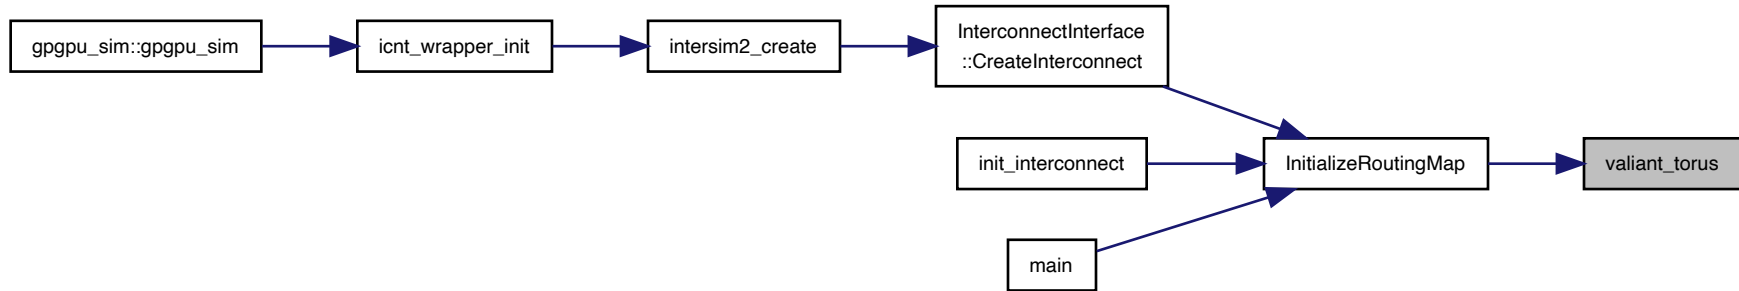 gpgpu_sim::gpgpu_sim
icnt_wrapper_init
intersim2_create
InterconnectInterface
::CreateInterconnect
init_interconnect
InitializeRoutingMap
valiant_torus
main